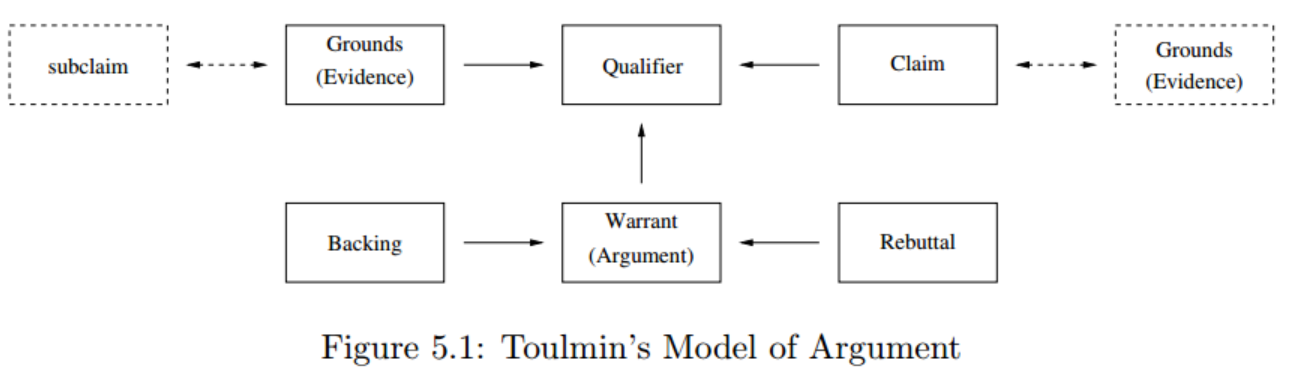 subclaim
Grounds
(Evidence)
Qualifier
Claim
Grounds
(Evidence)
Backing
Warrant
(Argument)
Rebuttal
Figure 5.1: Toulmin's Model of Argument